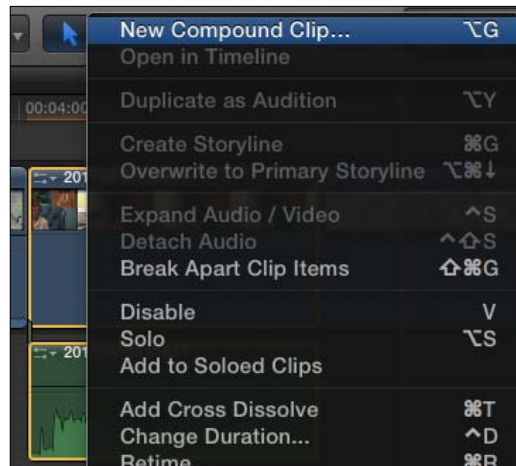 New Compound Clip... ⌥G
Open in Timeline
00:04:00
Duplicate as Audition ⌥Y
Create Storyline ⌘G
Overwrite to Primary Storyline ⌥⌘↓
201
Expand Audio / Video ^S
Detach Audio ^⇧S
Break Apart Clip Items ⇧⌘G
Disable V
Solo ⌥S
201
Add to Soloed Clips
Add Cross Dissolve ⌘T
Change Duration... ^D
Retime ⌘R